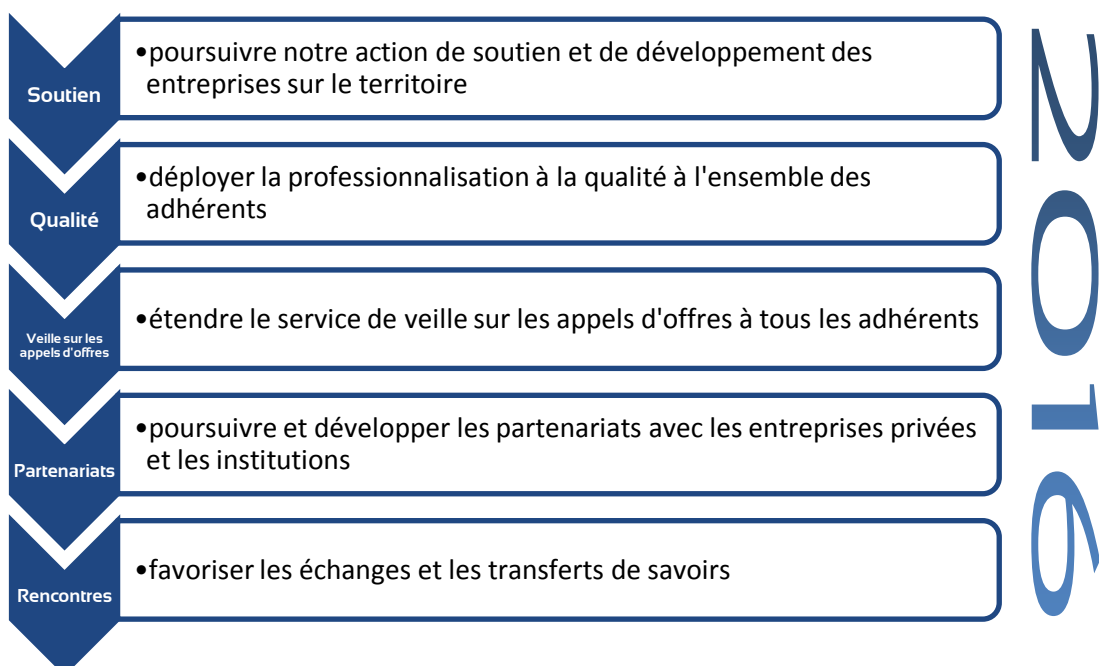 Soutien
•poursuivre notre action de soutien et de développement des
entreprises sur le territoire
Qualité
•déployer la professionnalisation à la qualité à l'ensemble des
adhérents
Veille sur les
appels d'offres
•étendre le service de veille sur les appels d'offres à tous les adhérents
Partenariats
•poursuivre et développer les partenariats avec les entreprises privées
et les institutions
Rencontres
•favoriser les échanges et les transferts de savoirs
2016